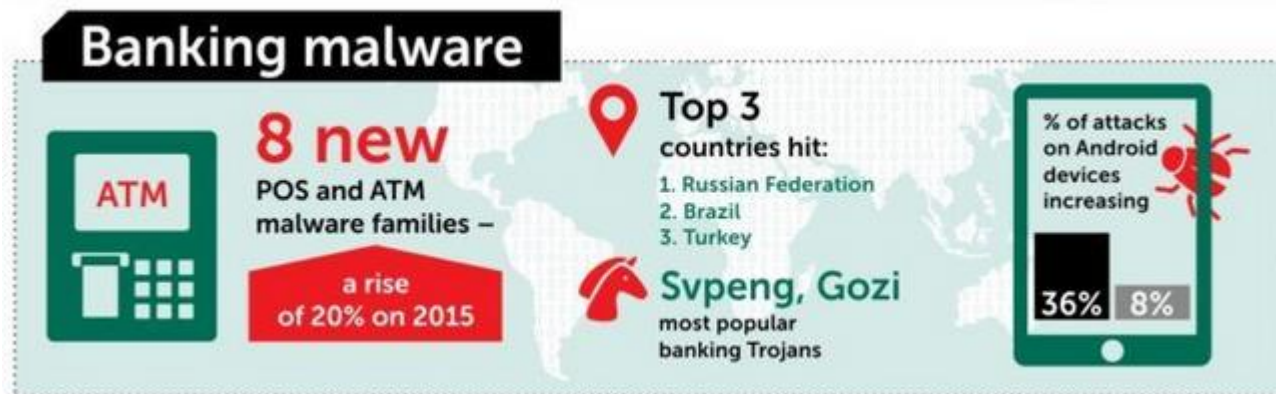 Banking malware
ATM
8 new
POS and ATM
malware families –
a rise
of 20% on 2015
Top 3
countries hit:
1. Russian Federation
2. Brazil
3. Turkey
Svpeng, Gozi
most popular
banking Trojans
% of attacks
on Android
devices
increasing
36% 8%